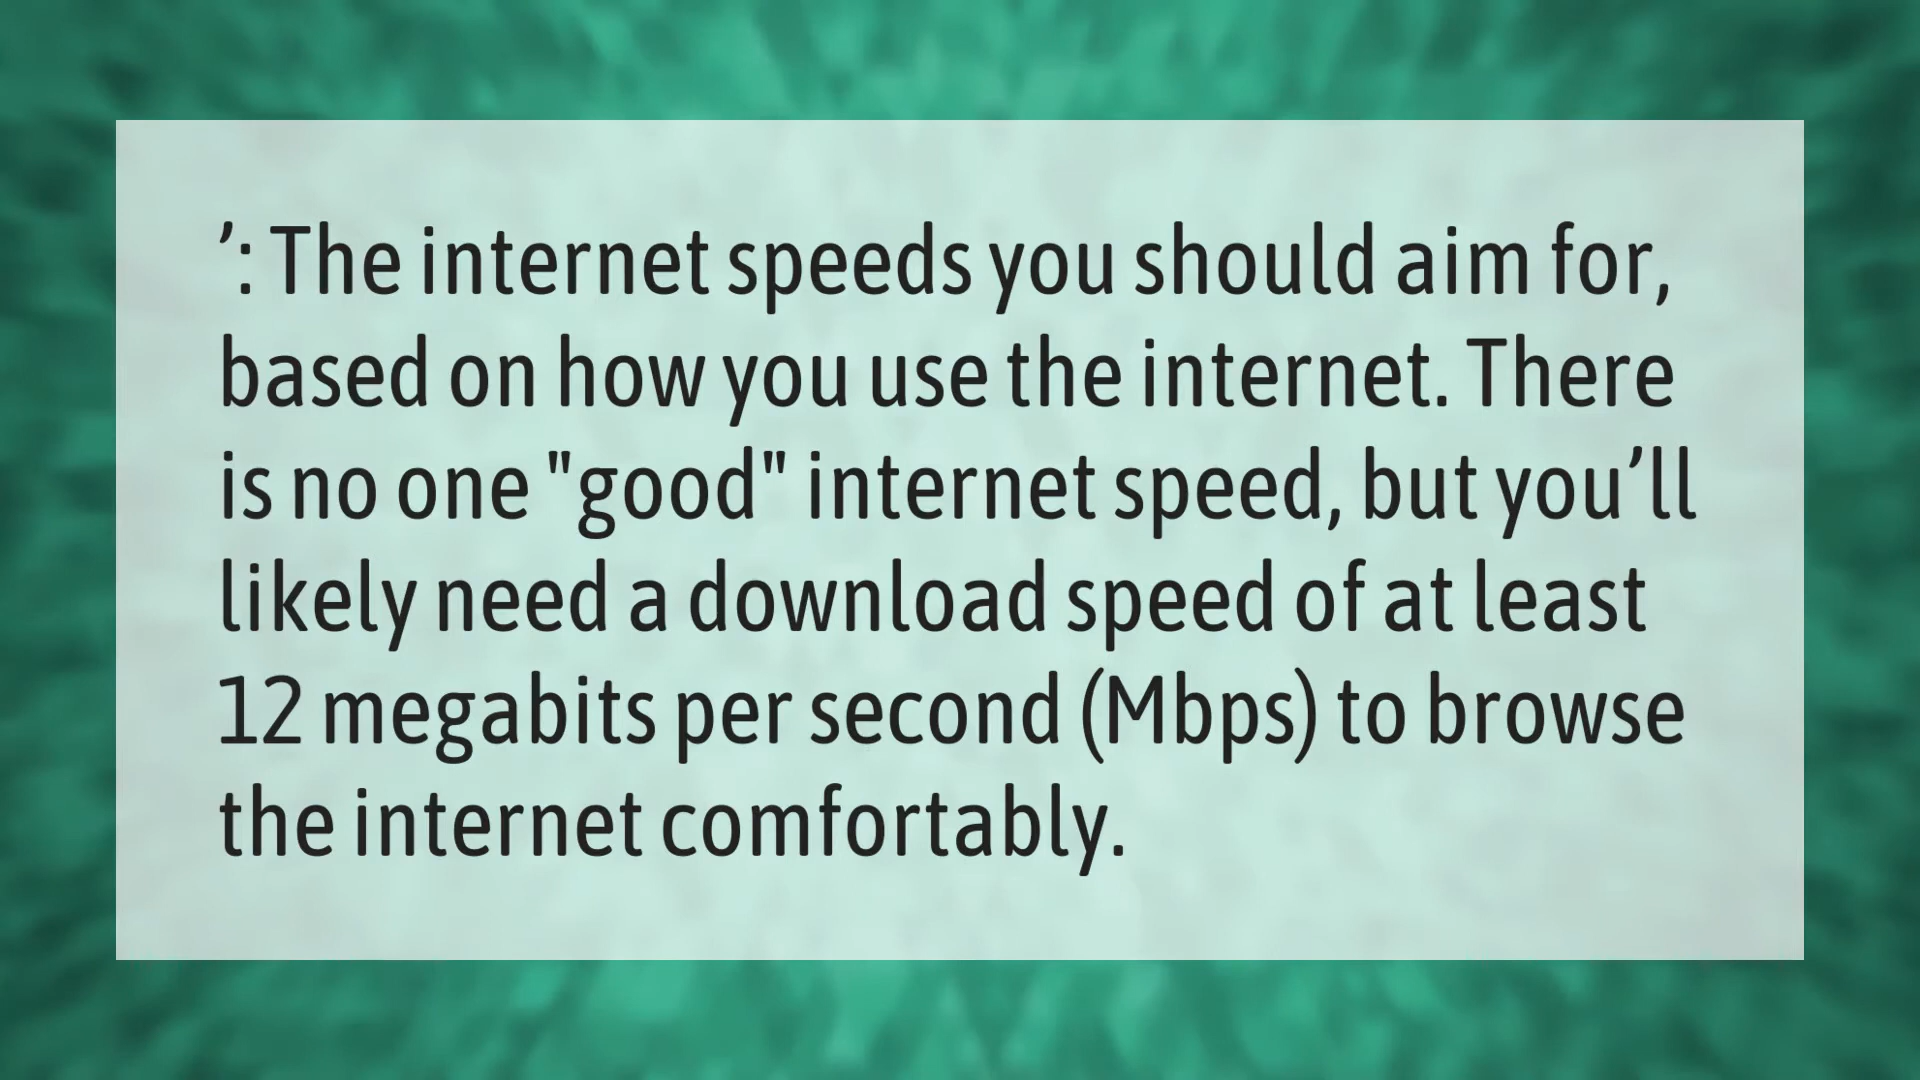 ’: The internet speeds you should aim for,
based on how you use the internet. There
is no one "good" internet speed, but you’ll
likely need a download speed of at least
12 megabits per second (Mbps) to browse
the internet comfortably.